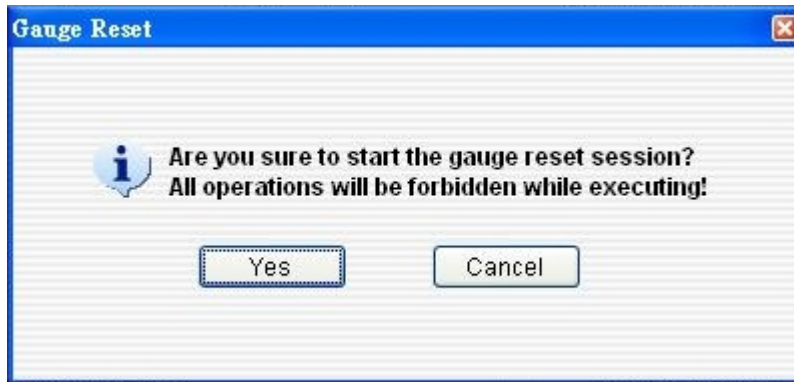 Gauge Reset
Are you sure to start the gauge reset session?
All operations will be forbidden while executing!
Yes
Cancel